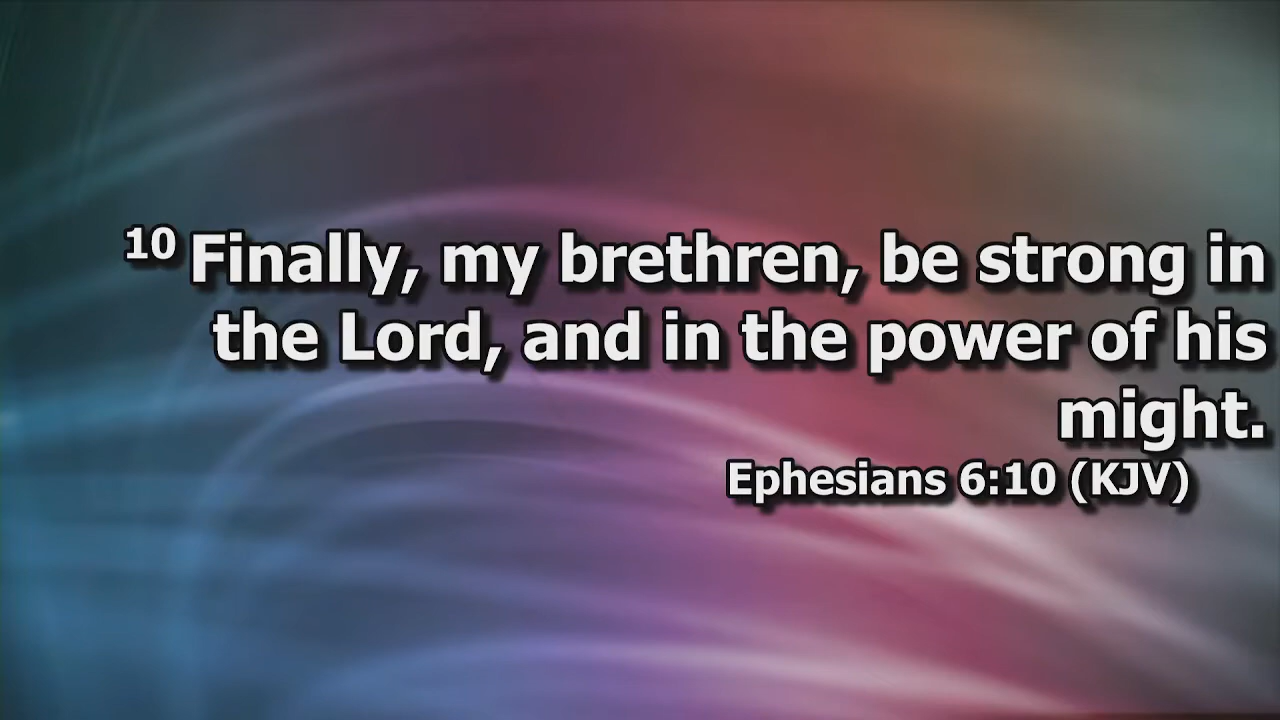 10 Finally, my brethren, be strong in
the Lord, and in the power of his
might.
Ephesians 6:10 (KJV)